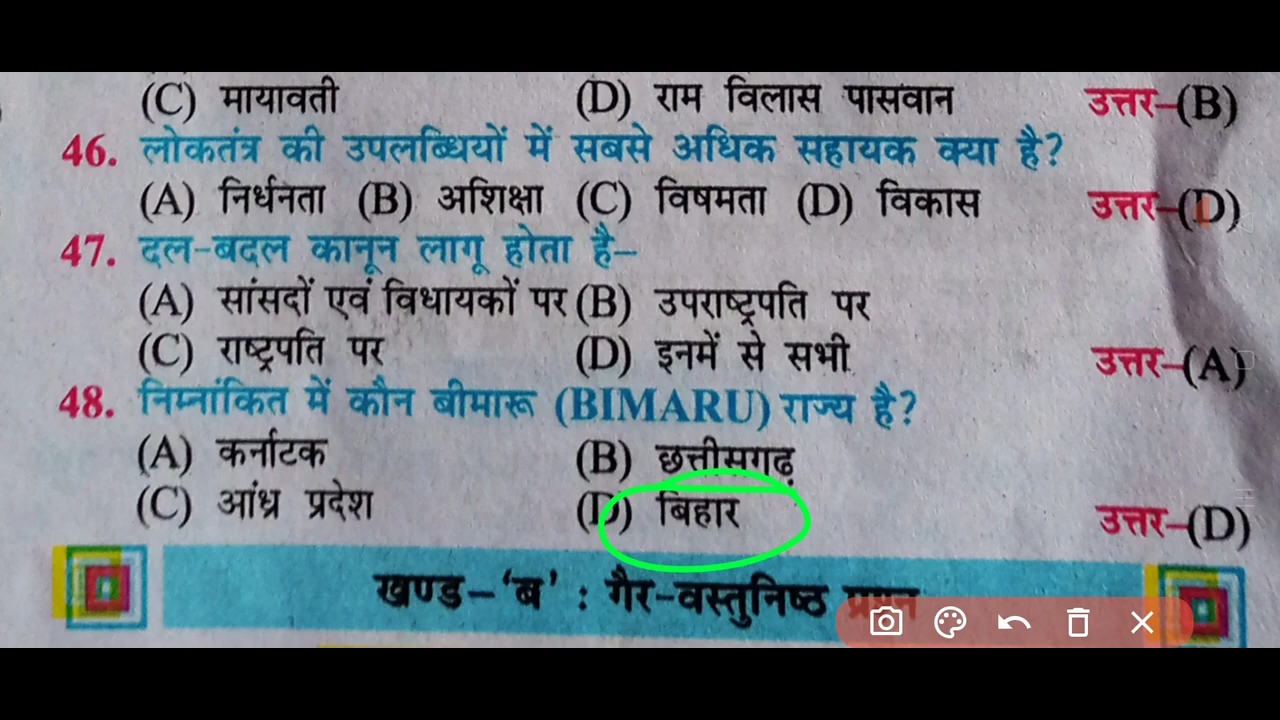 (C) मायावती (D) राम विलास पासवान उत्तर–(B)
46. लोकतंत्र की उपलब्धियों में सबसे अधिक सहायक क्या है?
(A) निर्धनता (B) अशिक्षा (C) विषमता (D) विकास उत्तर–(D)
47. दल-बदल कानून लागू होता है–
(A) सांसदों एवं विधायकों पर (B) उपराष्ट्रपति पर
(C) राष्ट्रपति पर (D) इनमें से सभी उत्तर–(A)
48. निम्नांकित में कौन बीमारू (BIMARU) राज्य है?
(A) कर्नाटक (B) छत्तीसगढ़
(C) आंध्र प्रदेश (D) बिहार उत्तर–(D)
खण्ड–‘ब’ : गैर-वस्तुनिष्ठ प्रश्न